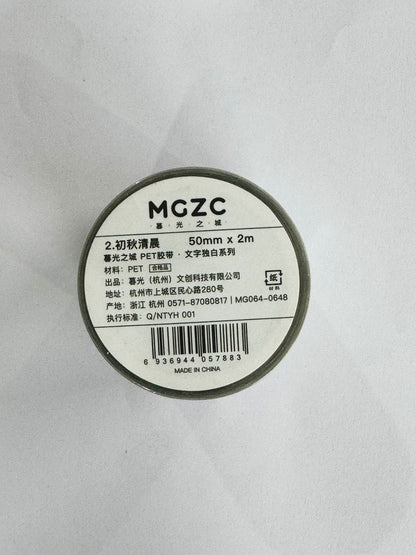 MGZC
·暮·光·之·城·
2.初秋清晨 50mm x 2m
暮光之城 PET胶带·文字独白系列
材料：PET 合格品
出品：暮光（杭州）文创科技有限公司
地址：杭州市上城区民心路280号
产地：浙江 杭州 0571-87080817 | MG064-0648
执行标准：Q/NTYH 001
纸
材料
6 936944 057883
MADE IN CHINA